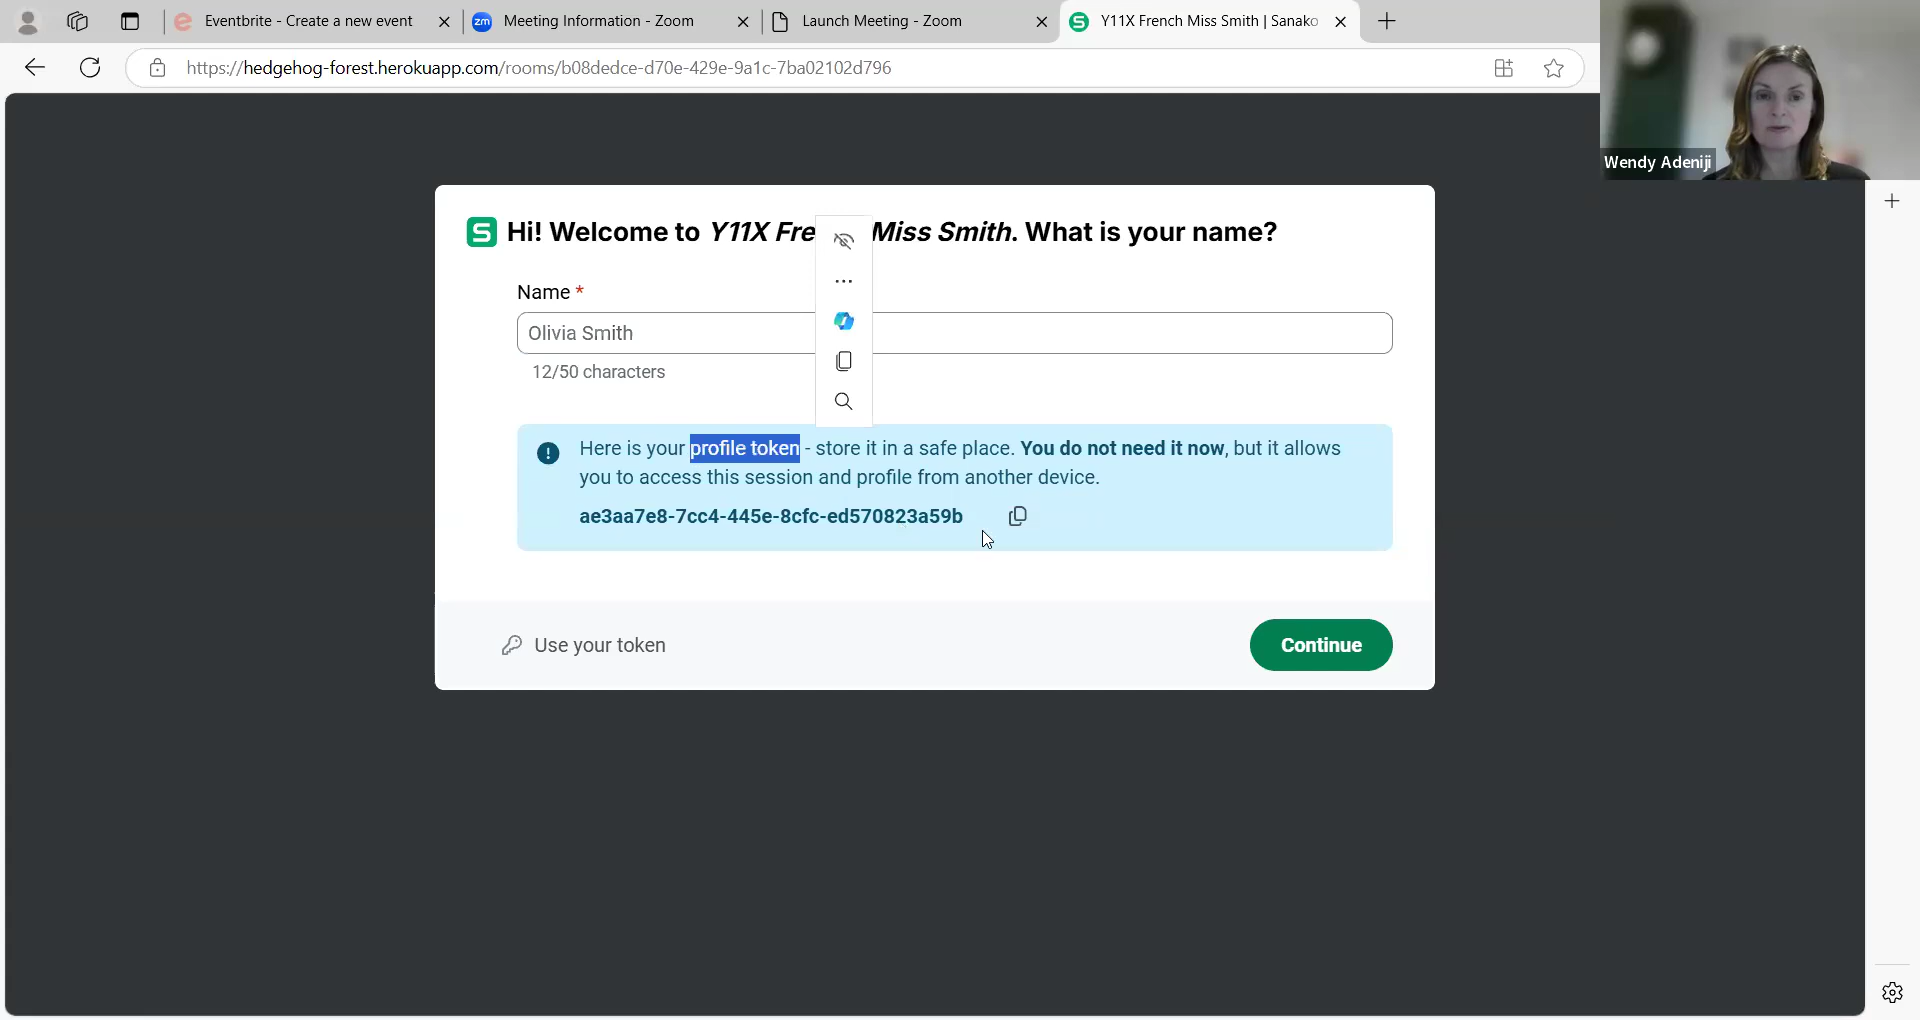 Eventbrite - Create a new event
zm Meeting Information - Zoom
Launch Meeting - Zoom
S Y11X French Miss Smith | Sanako
https://hedgehog-forest.herokuapp.com/rooms/b08dedce-d70e-429e-9a1c-7ba02102d796
Wendy Adeniji
S Hi! Welcome to Y11X Fre Miss Smith. What is your name?
Name *
Olivia Smith
12/50 characters
Here is your profile token - store it in a safe place. You do not need it now, but it allows
you to access this session and profile from another device.
ae3aa7e8-7cc4-445e-8cfc-ed570823a59b
Use your token
Continue